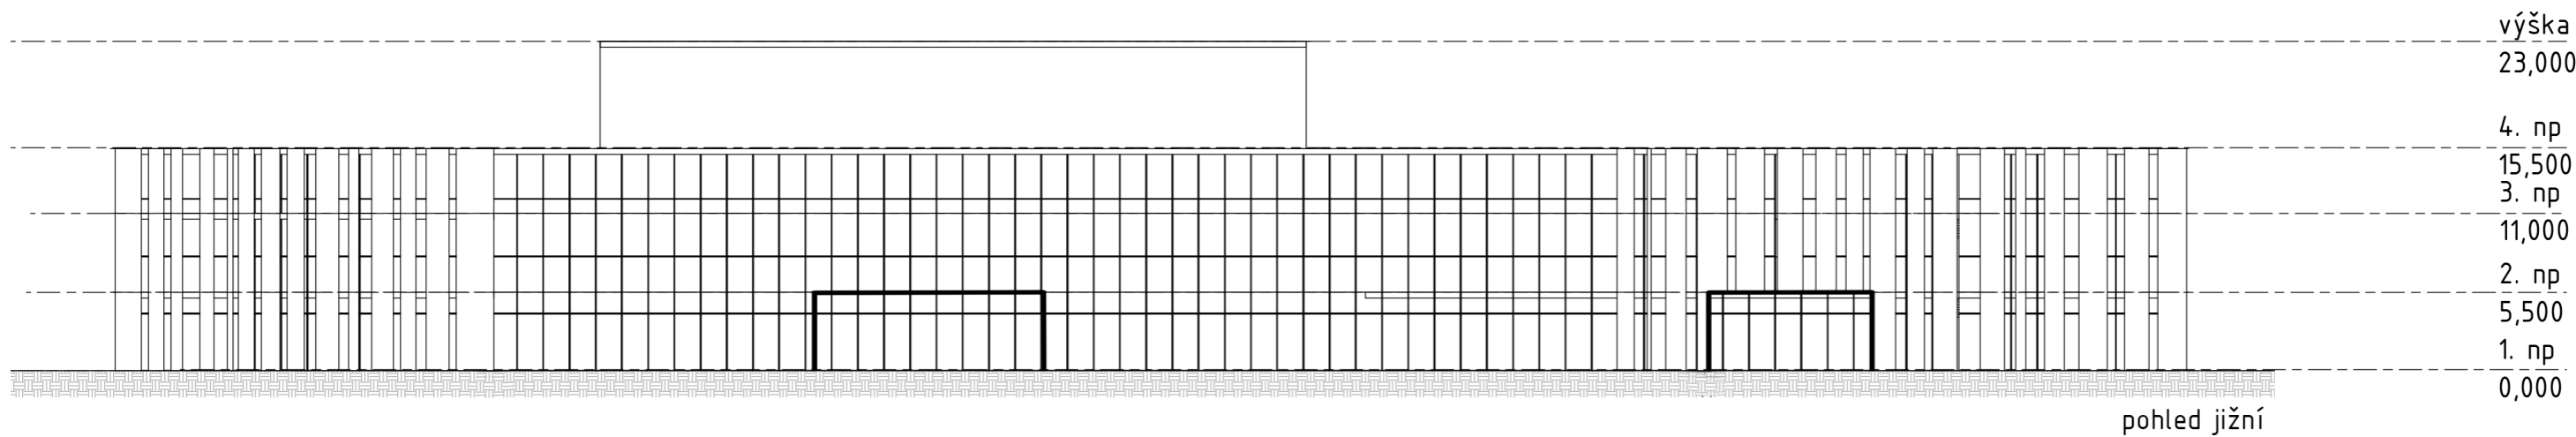 výška
23,000
4. np
15,500
3. np
11,000
2. np
5,500
1. np
0,000
pohled jižní